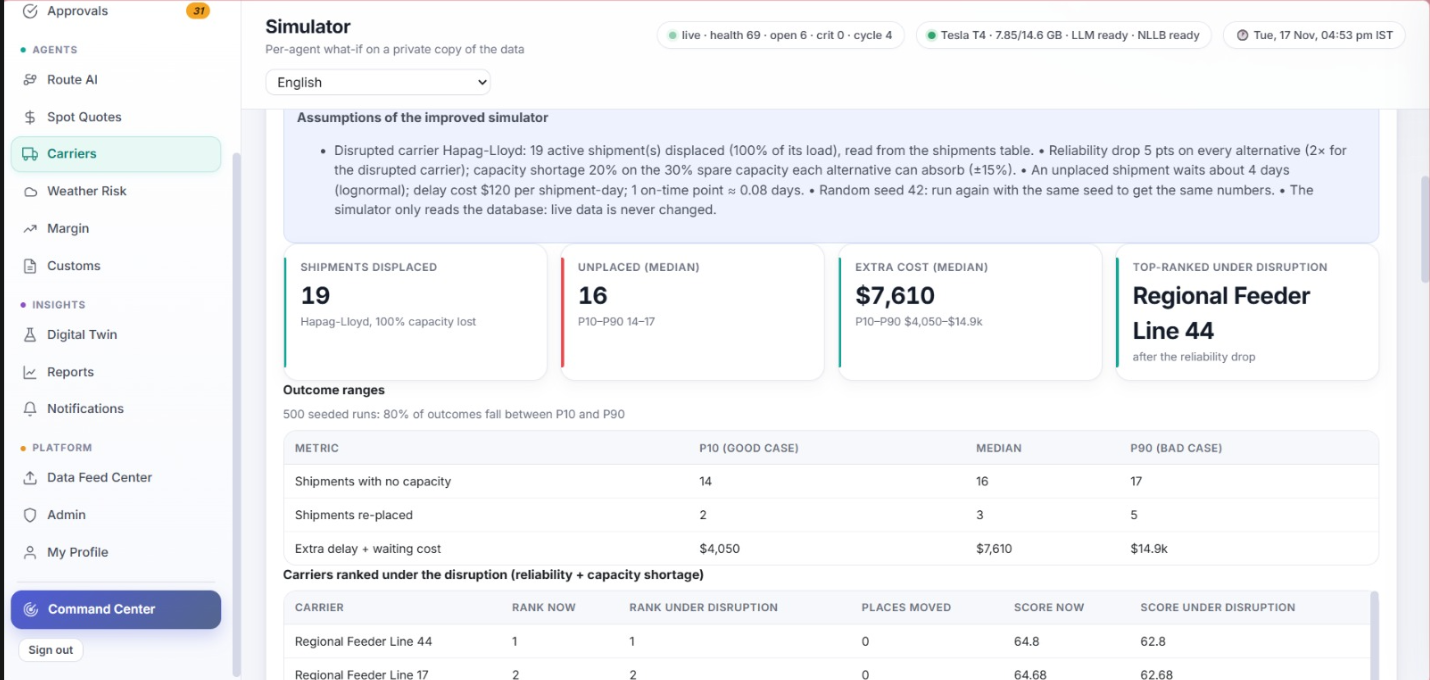 Approvals
31
AGENTS
Route AI
Spot Quotes
Carriers
Weather Risk
Margin
Customs
INSIGHTS
Digital Twin
Reports
Notifications
PLATFORM
Data Feed Center
Admin
My Profile
Command Center
Sign out
Simulator
Per-agent what-if on a private copy of the data
live · health 69 · open 6 · crit 0 · cycle 4
Tesla T4 · 7.85/14.6 GB · LLM ready · NLLB ready
Tue, 17 Nov, 04:53 pm IST
English
Assumptions of the improved simulator
• Disrupted carrier Hapag-Lloyd: 19 active shipment(s) displaced (100% of its load), read from the shipments table. • Reliability drop 5 pts on every alternative (2× for
the disrupted carrier); capacity shortage 20% on the 30% spare capacity each alternative can absorb (±15%). • An unplaced shipment waits about 4 days
(lognormal); delay cost $120 per shipment-day; 1 on-time point ≈ 0.08 days. • Random seed 42: run again with the same seed to get the same numbers. • The
simulator only reads the database: live data is never changed.
SHIPMENTS DISPLACED
19
Hapag-Lloyd, 100% capacity lost
UNPLACED (MEDIAN)
16
P10–P90 14–17
EXTRA COST (MEDIAN)
$7,610
P10–P90 $4,050–$14.9k
TOP-RANKED UNDER DISRUPTION
Regional Feeder
Line 44
after the reliability drop
Outcome ranges
500 seeded runs: 80% of outcomes fall between P10 and P90
METRIC P10 (GOOD CASE) MEDIAN P90 (BAD CASE)
Shipments with no capacity 14 16 17
Shipments re-placed 2 3 5
Extra delay + waiting cost $4,050 $7,610 $14.9k
Carriers ranked under the disruption (reliability + capacity shortage)
CARRIER RANK NOW RANK UNDER DISRUPTION PLACES MOVED SCORE NOW SCORE UNDER DISRUPTION
Regional Feeder Line 44 1 1 0 64.8 62.8
Regional Feeder Line 17 2 2 0 64.68 62.68